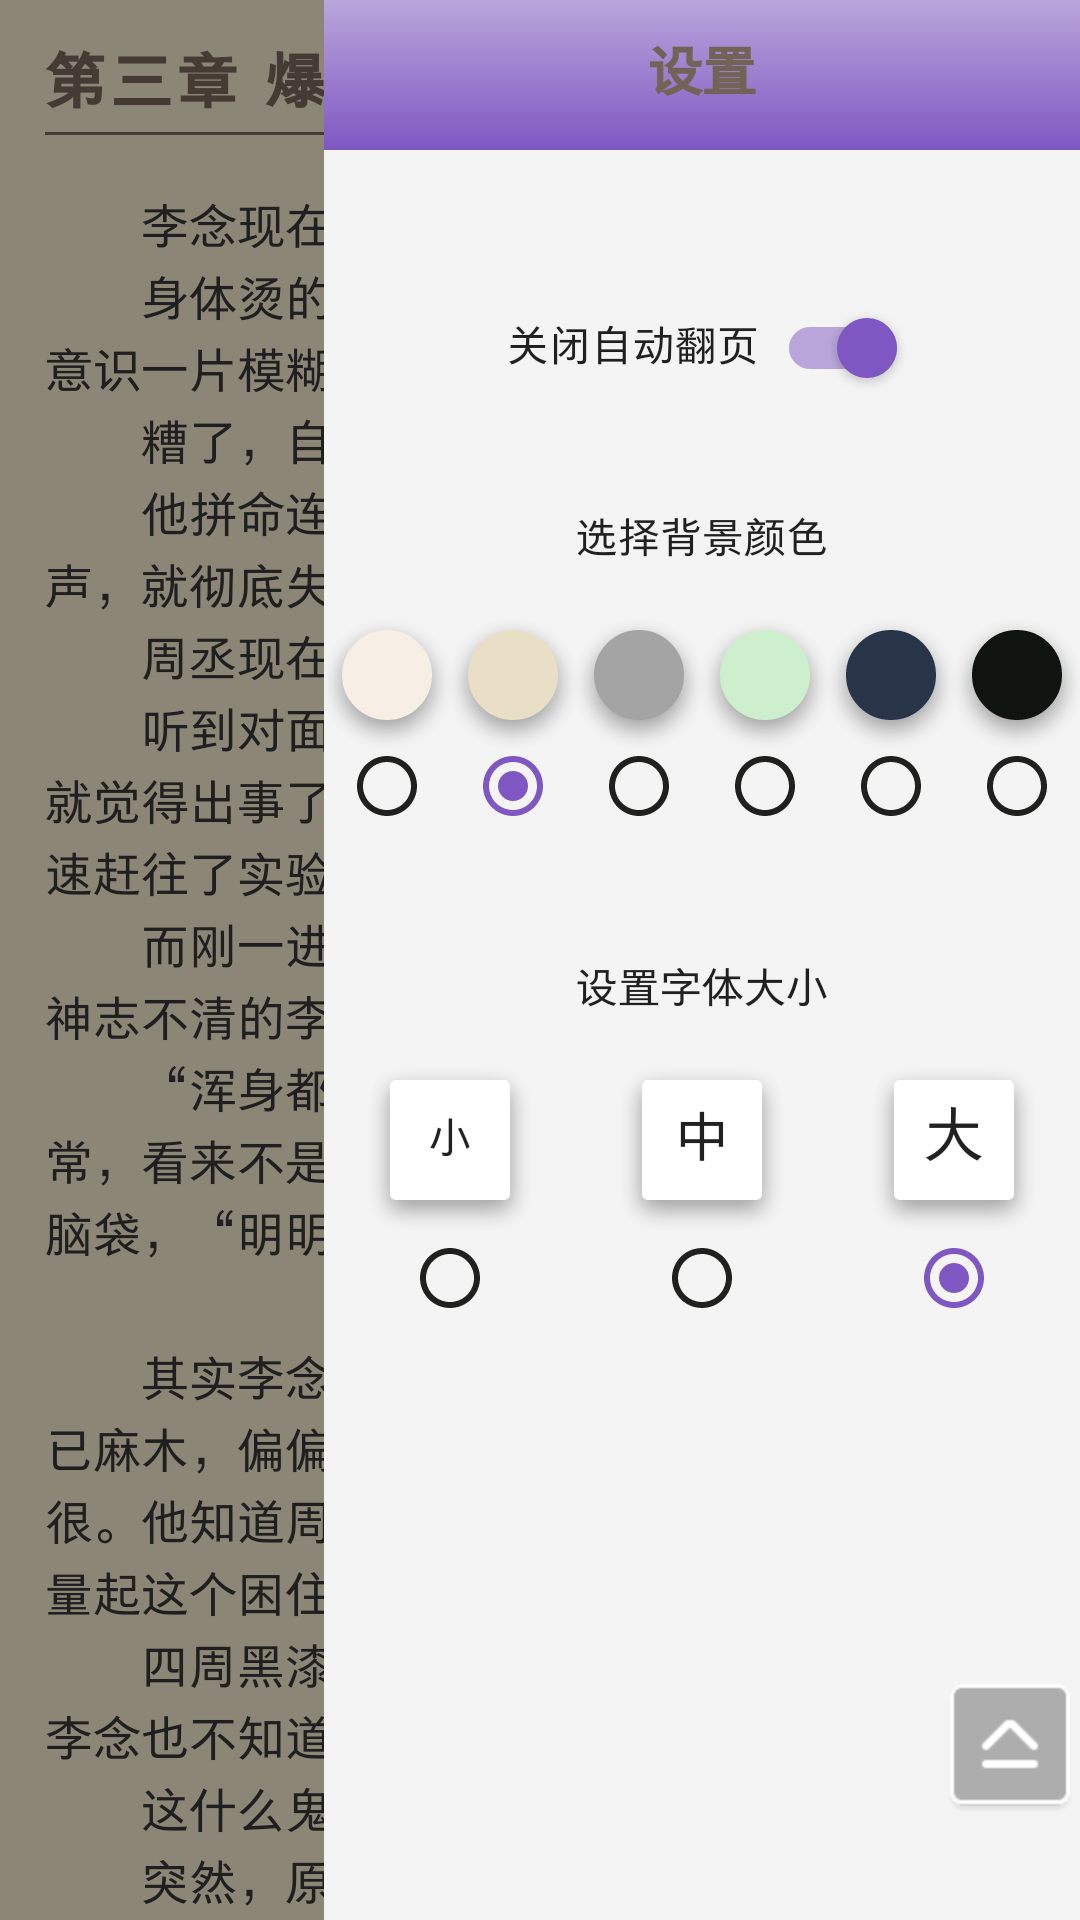 第三章 爆
李念现在
身体烫的
意识一片模糊
糟了，自
他拼命连
声，就彻底失
周丞现在
听到对面
就觉得出事了
速赶往了实验
而刚一进
神志不清的李
“浑身都
常，看来不是
脑袋，“明明
其实李念
已麻木，偏偏
很。他知道周
量起这个困住
四周黑漆
李念也不知道
这什么鬼
突然，原
设置
关闭自动翻页
选择背景颜色
设置字体大小
小 中 大